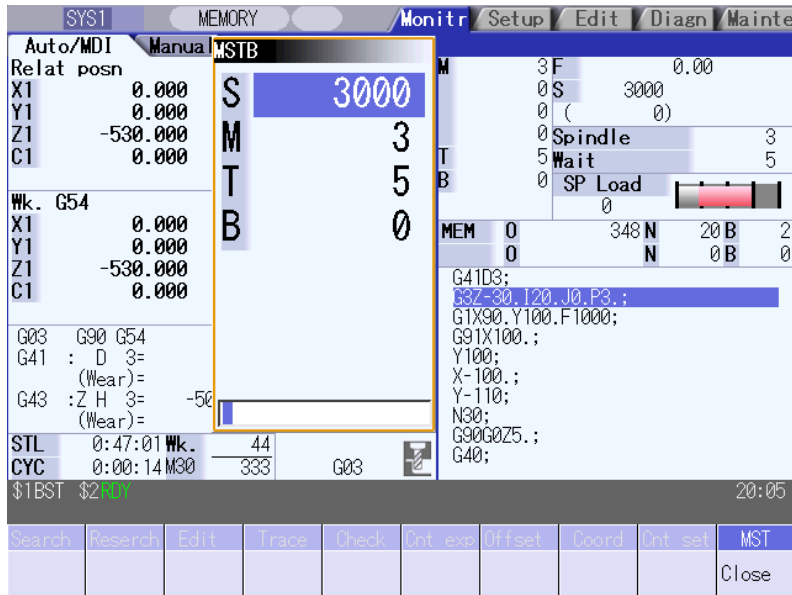 SYS1 MEMORY Monitr Setup Edit Diagn Mainte
Auto/MDI Manual
Relat posn
X1 0.000
Y1 0.000
Z1 -530.000
C1 0.000
Wk. G54
X1 0.000
Y1 0.000
Z1 -530.000
C1 0.000
G03 G90 G54
G41 : D 3=
(Wear)=
G43 :Z H 3= -50
(Wear)=
STL 0:47:01 Wk. 44
CYC 0:00:14 M30 333 G03
MSTB
S 3000
M 3
T 5
B 0
M 3 F 0.00
0 S 3000
0 ( 0)
0 Spindle 3
T 5 Wait 5
B 0 SP Load
0
MEM O 348 N 20 B 2
O 0 N 0 B 0
G41D3;
G3Z-30.I20.J0.P3.;
G1X90.Y100.F1000;
G91X100.;
Y100;
X-100.;
Y-110;
N30;
G90G0Z5.;
G40;
$1BST $2RDY 20:05
Search Reserch Edit Trace Check Cnt exp Offset Coord Cnt set MST
Close